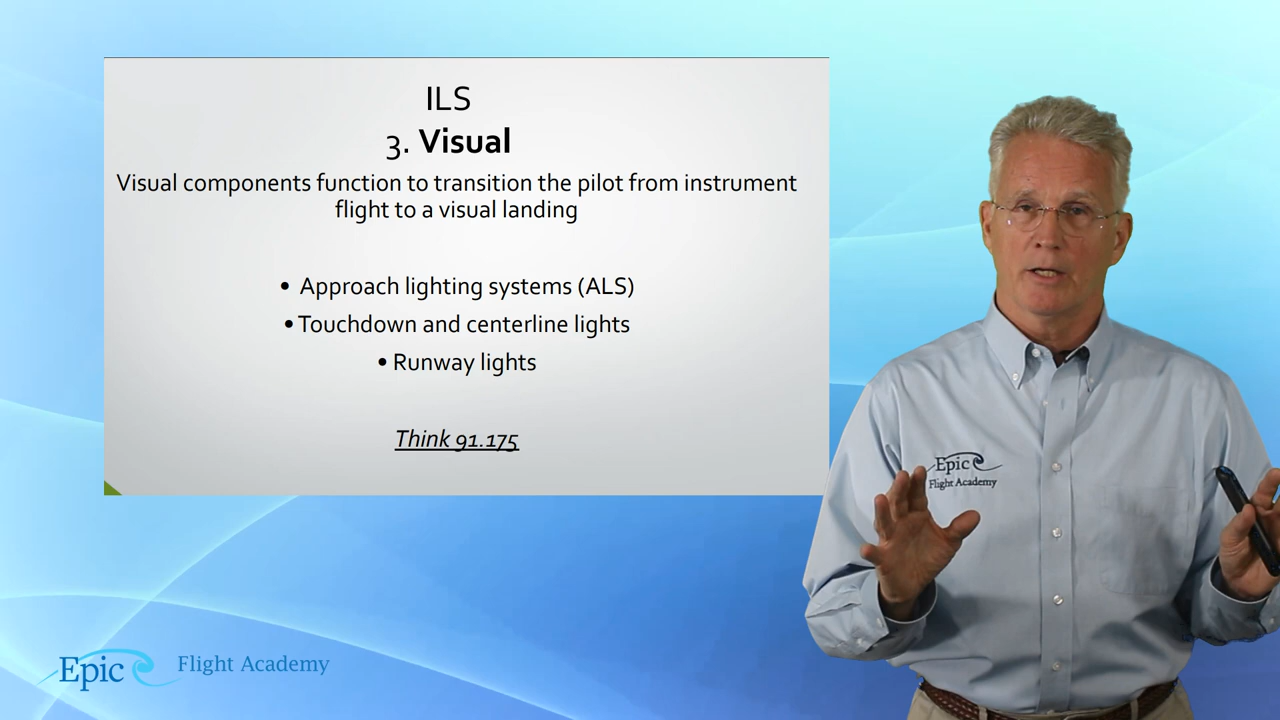 ILS
3. Visual
Visual components function to transition the pilot from instrument
flight to a visual landing
• Approach lighting systems (ALS)
• Touchdown and centerline lights
• Runway lights
Think 91.175
Epic
Flight Academy
Epic Flight Academy